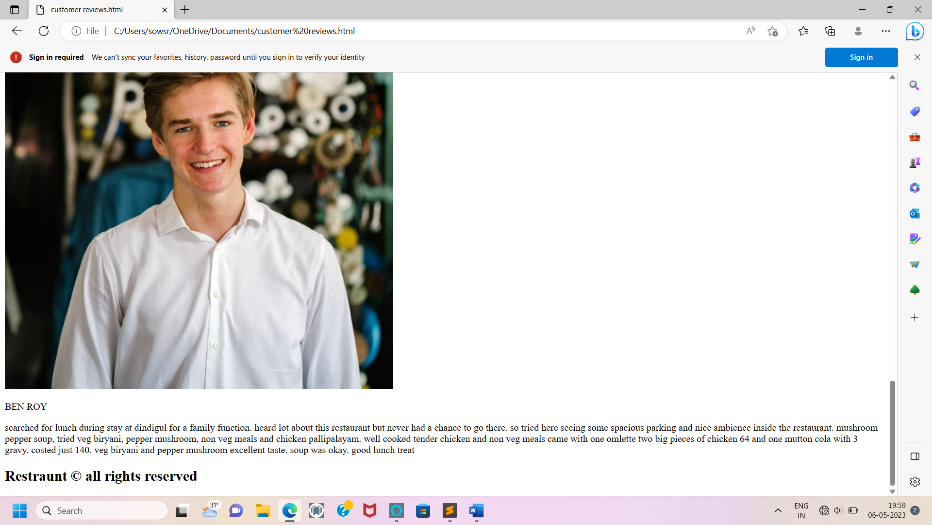 customer reviews.html
File
C:/Users/sowsr/OneDrive/Documents/customer%20reviews.html
Sign in required We can't sync your favorites, history, password until you sign in to verify your identity
Sign in
BEN ROY
searched for lunch during stay at dindigul for a family function. heard lot about this restaurant but never had a chance to go there. so tried here seeing some spacious parking and nice ambience inside the restaurant. mushroom
pepper soup, tried veg biryani, pepper mushroom, non veg meals and chicken pallipalayam. well cooked tender chicken and non veg meals came with one omlette two big pieces of chicken 64 and one mutton cola with 3
gravy. costed just 140. veg biryani and pepper mushroom excellent taste. soup was okay. good lunch treat
Restraunt © all rights reserved
Search
31°
ENG
IN
19:59
06-05-2023
2